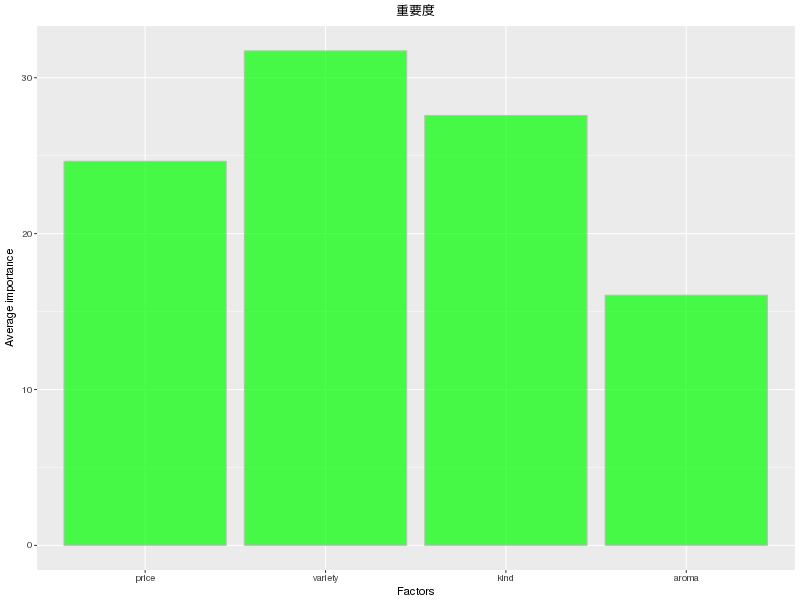 重要度
Average importance
30
20
10
0
price
variety
kind
aroma
Factors